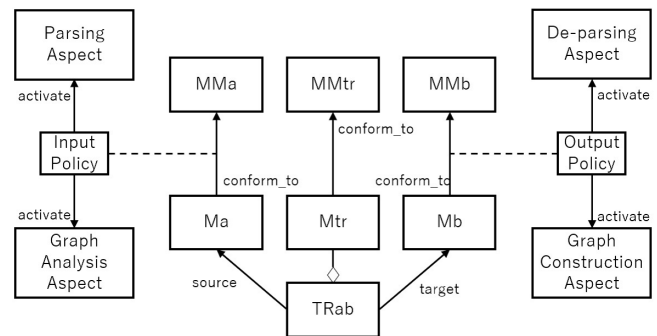 Parsing
Aspect
De-parsing
Aspect
activate
MMa
MMtr
MMb
activate
conform_to
Input
Policy
Output
Policy
conform_to
conform_to
activate
Ma
Mtr
Mb
activate
Graph
Analysis
Aspect
Graph
Construction
Aspect
source
target
TRab